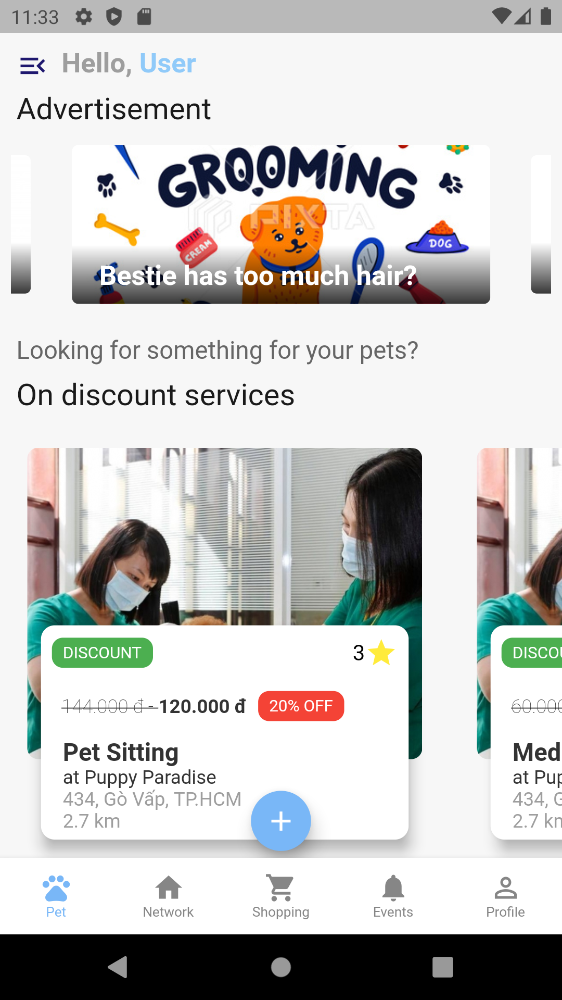 11:33
Hello, User
Advertisement
GROOMING
PIXTA
CREAM
DOG
Bestie has too much hair?
Looking for something for your pets?
On discount services
DISCOUNT
3
DISCOU
144.000 đ - 120.000 đ
20% OFF
60.000
Pet Sitting
at Puppy Paradise
434, Gò Vấp, TP.HCM
2.7 km
Med
at Pup
434, G
2.7 km
+
Pet
Network
Shopping
Events
Profile